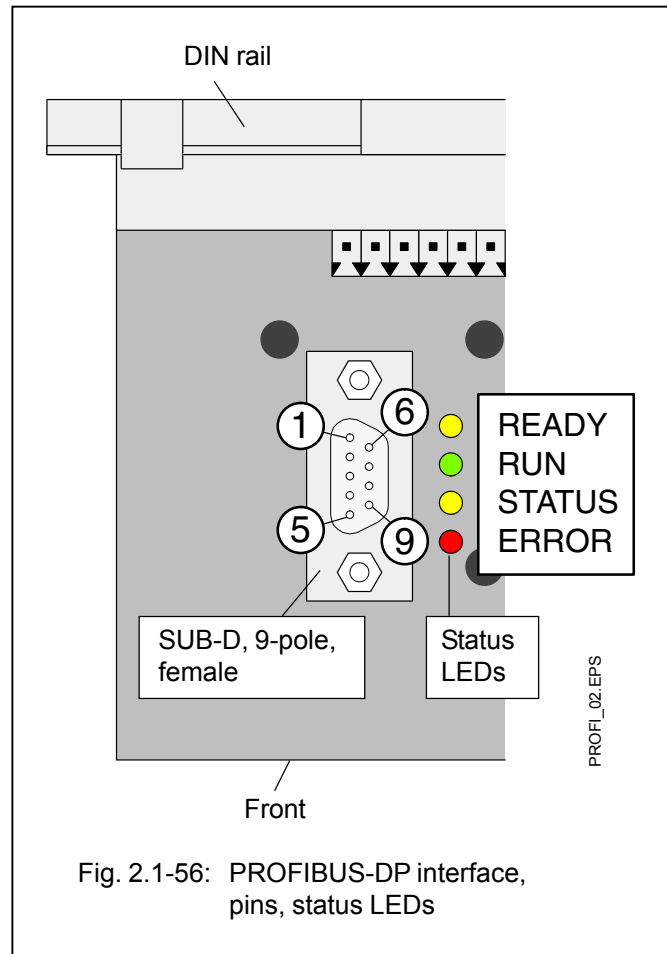 DIN rail
1
6
5
9
READY
RUN
STATUS
ERROR
SUB-D, 9-pole,
female
Status
LEDs
PROFI_02.EPS
Front
Fig. 2.1-56: PROFIBUS-DP interface,
pins, status LEDs